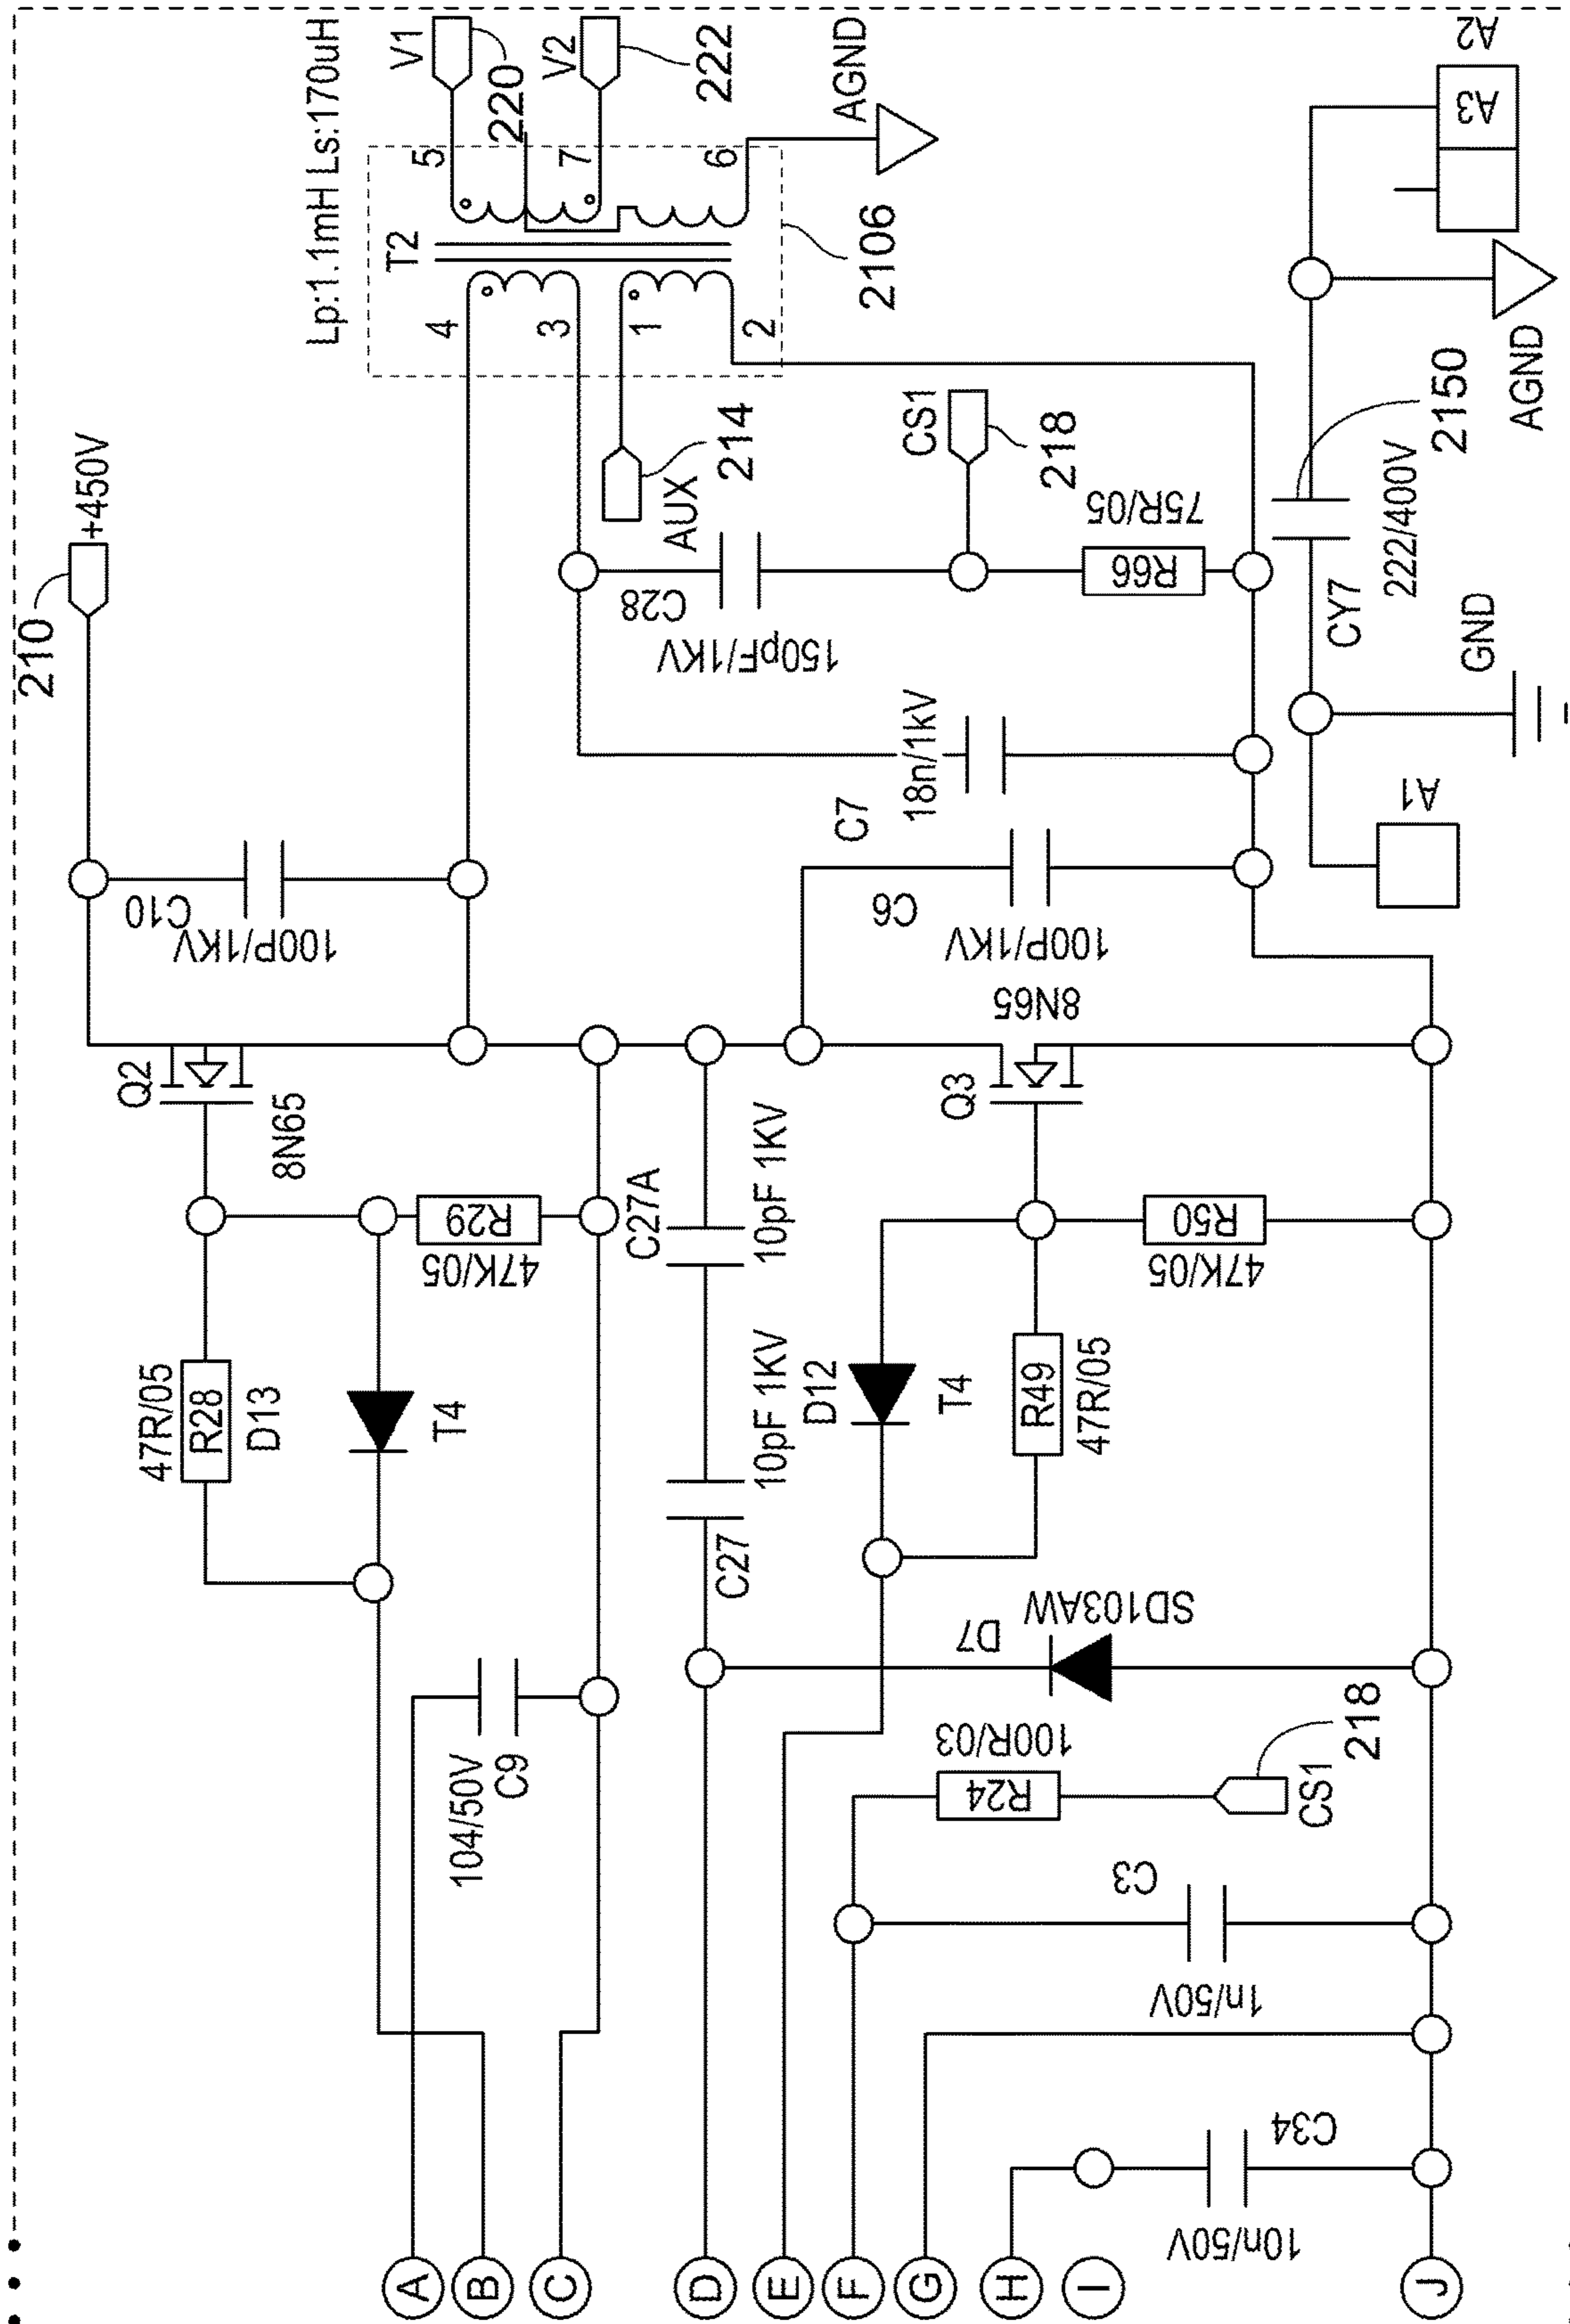 210
+450V
Lp:1.1mH Ls:170uH
V1
220
V2
222
T2
5
7
6
4
3
1
2
2106
AGND
AUX
214
C10
100P/1KV
Q2
8N65
47R/05
R28
D13
T4
R29
47K/05
C28
150pF/1KV
CS1
218
R66
75R/05
C7
18n/1kV
C6
100P/1KV
8N65
Q3
C27A
10pF 1KV
10pF 1KV
C27
D12
T4
R49
47R/05
R50
47K/05
104/50V
C9
D7
SD103AW
100R/03
R24
CS1
218
C3
1n/50V
C34
10n/50V
CY7
222/400V
2150
GND
AGND
A1
A2
A3
A
B
C
D
E
F
G
H
I
J